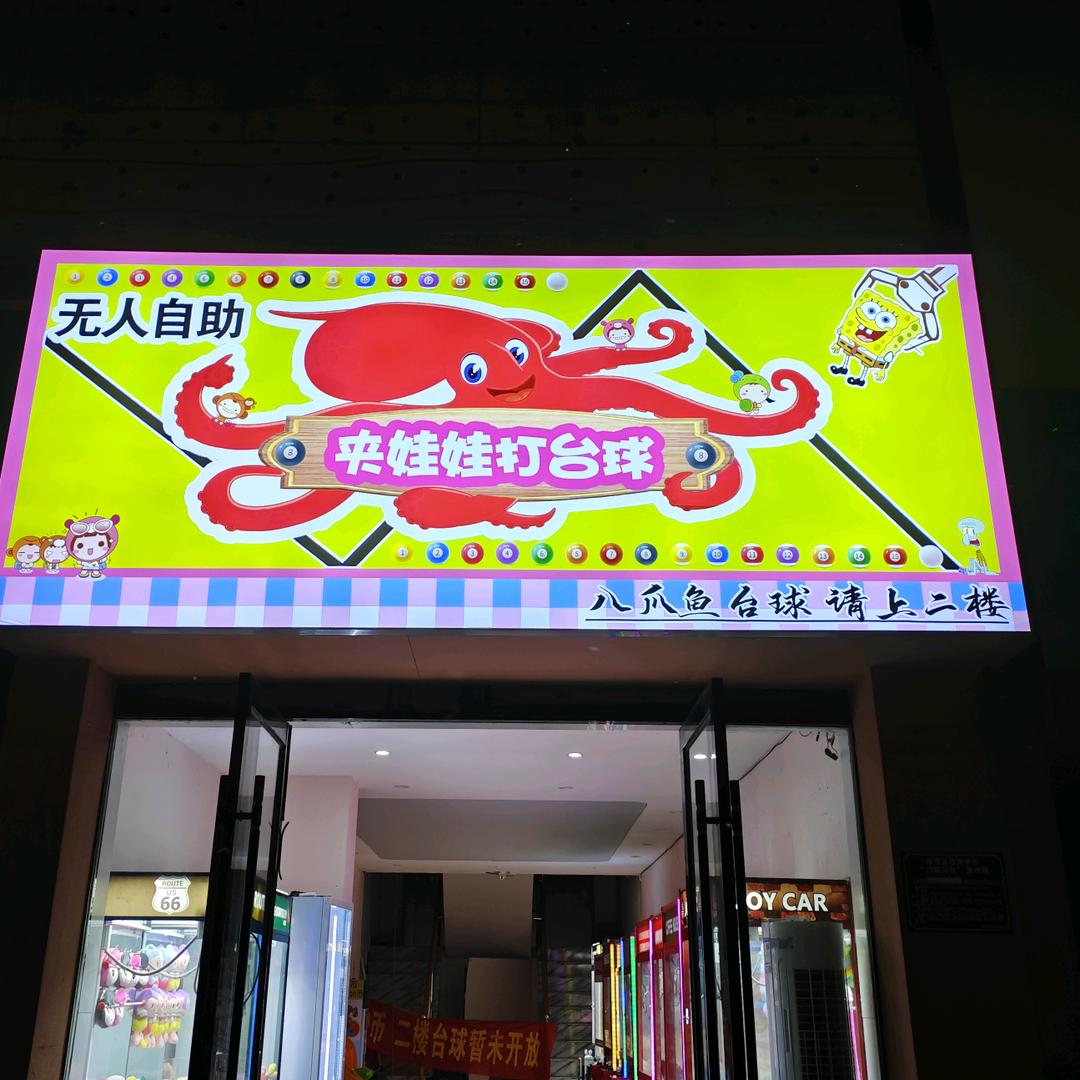 无人自助
夹娃娃打台球
八爪鱼台球 请上二楼
ROUTE
US
66
OY CAR
币 二楼台球暂未开放